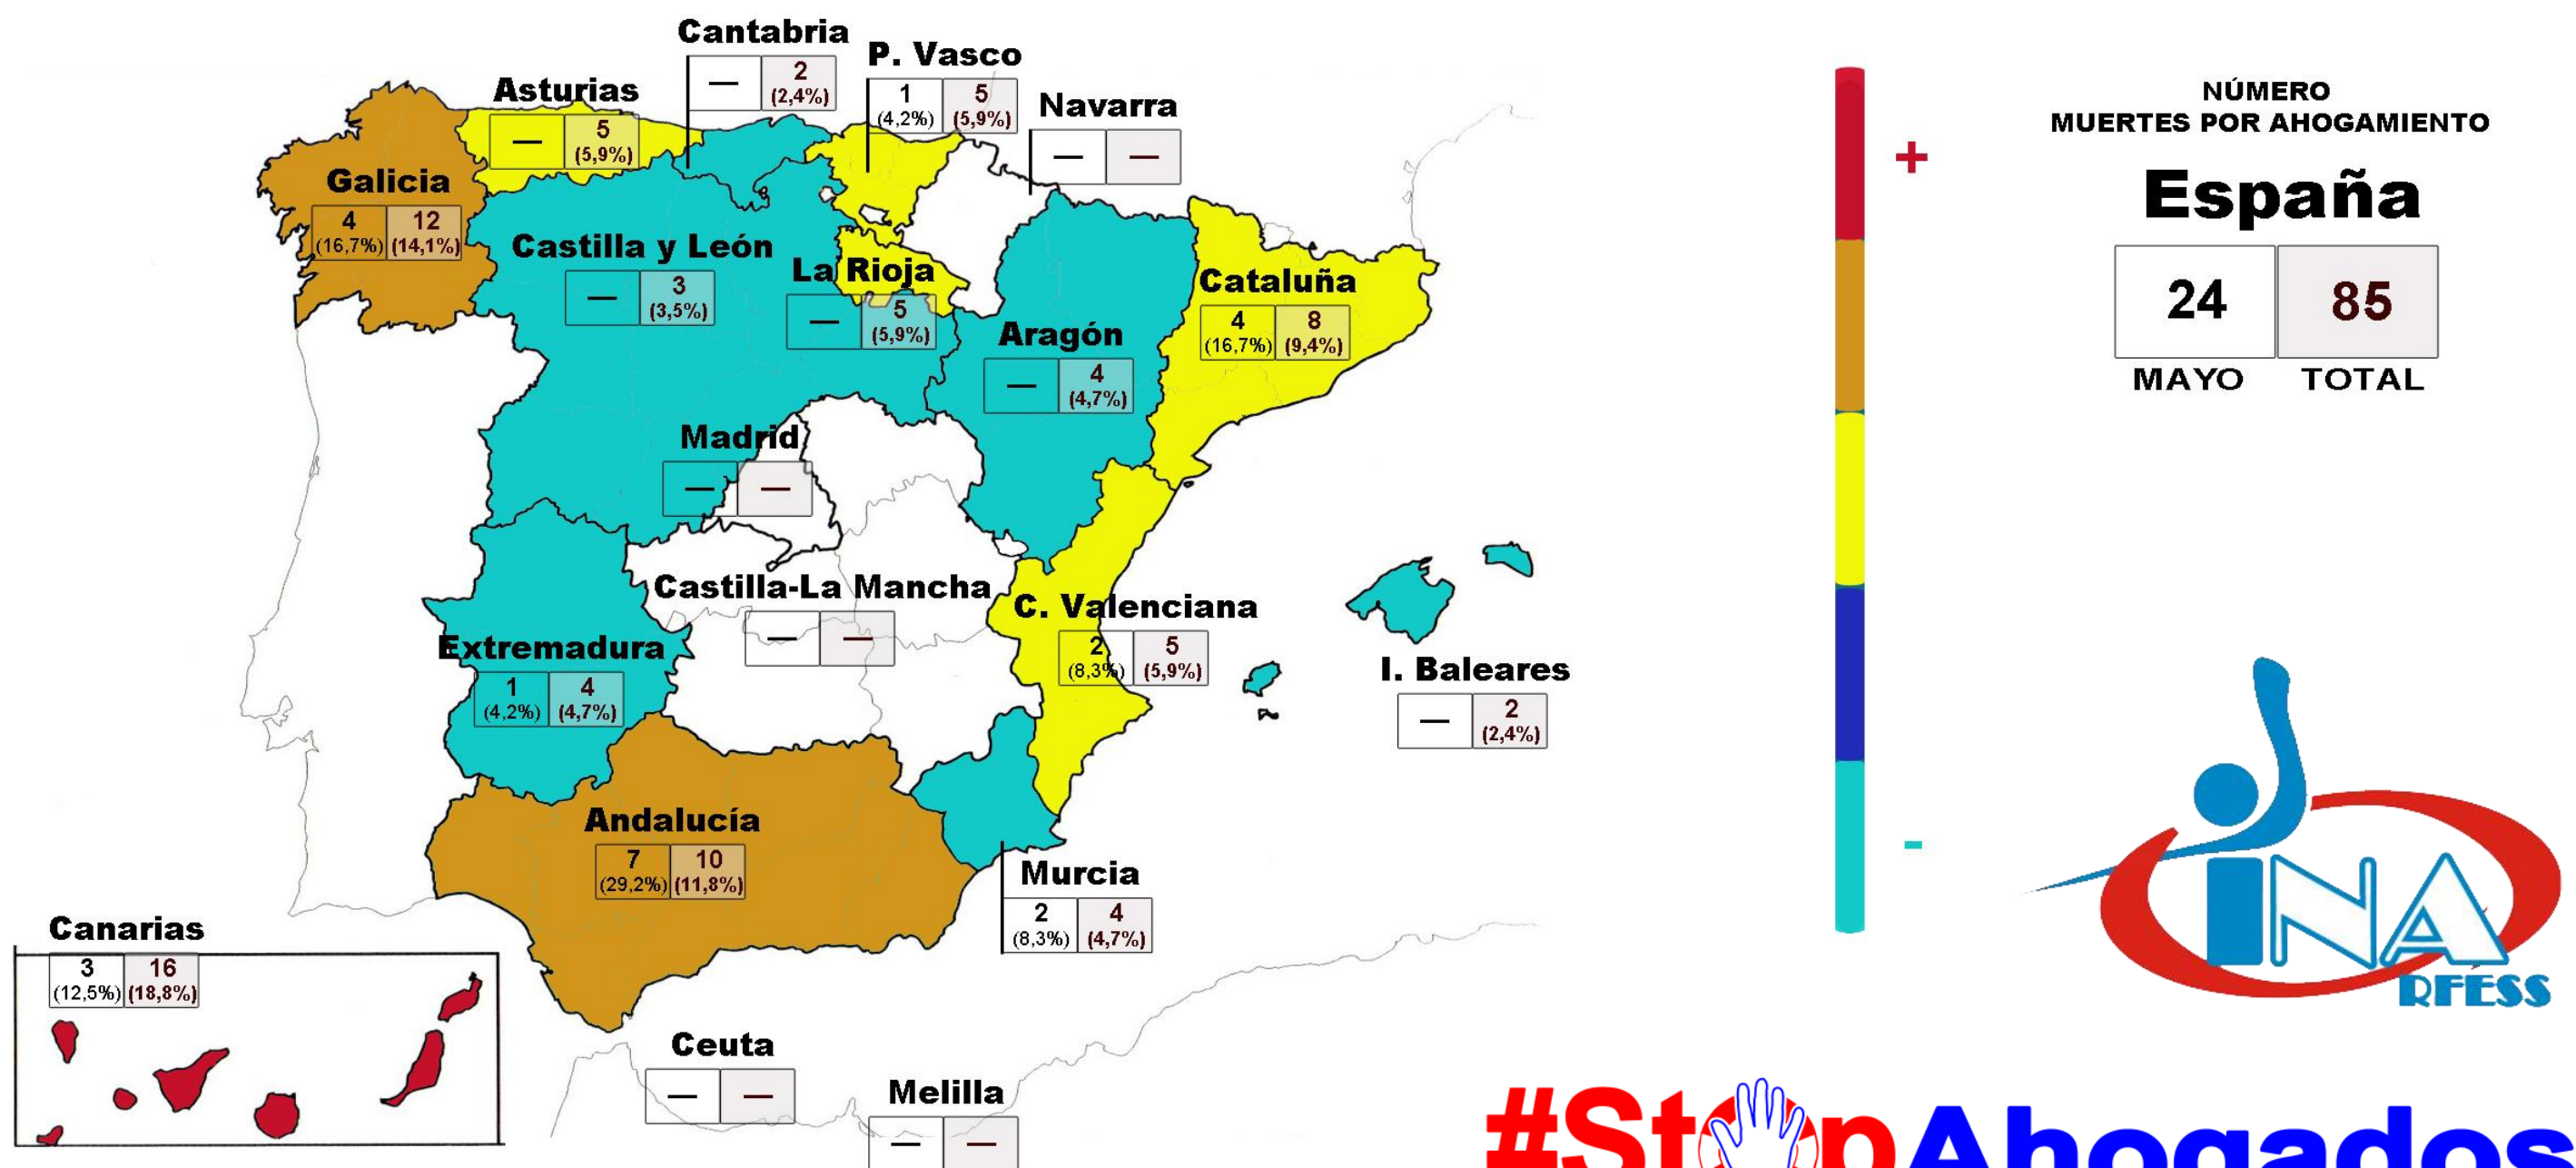 Cantabria
— 2
(2,4%)
P. Vasco
1 5
(4,2%) (5,9%)
Navarra
— —
Asturias
— 5
(5,9%)
Galicia
4 12
(16,7%) (14,1%)
Castilla y León
— 3
(3,5%)
La Rioja
— 5
(5,9%)
Aragón
— 4
(4,7%)
Cataluña
4 8
(16,7%) (9,4%)
Madrid
— —
Castilla-La Mancha
— —
C. Valenciana
2 5
(8,3%) (5,9%)
Extremadura
1 4
(4,2%) (4,7%)
I. Baleares
— 2
(2,4%)
Andalucía
7 10
(29,2%) (11,8%)
Murcia
2 4
(8,3%) (4,7%)
Canarias
3 16
(12,5%) (18,8%)
Ceuta
— —
Melilla
— —
+
-
NÚMERO
MUERTES POR AHOGAMIENTO
España
24 85
MAYO TOTAL
INA
RFESS
#StopAhogados